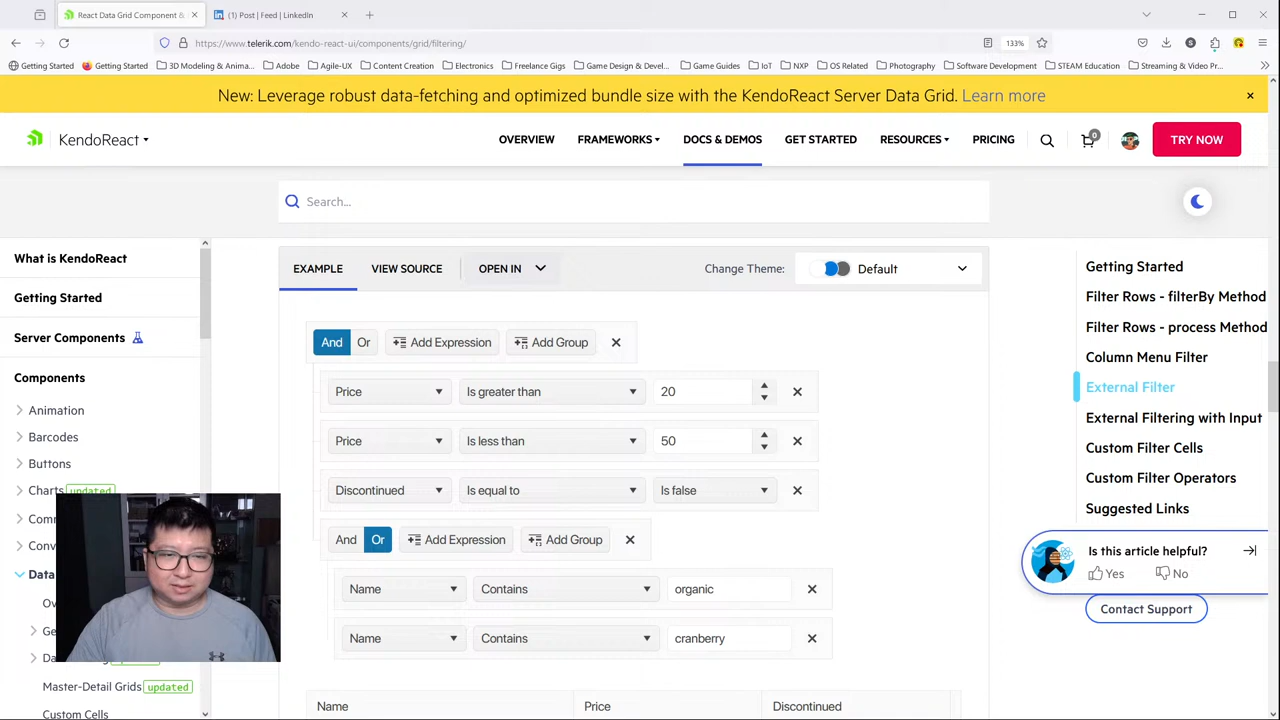 React Data Grid Component &
(1) Post | Feed | LinkedIn
https://www.telerik.com/kendo-react-ui/components/grid/filtering/
133%
Getting Started
Getting Started
3D Modeling & Anima...
Adobe
Agile-UX
Content Creation
Electronics
Freelance Gigs
Game Design & Devel...
Game Guides
IoT
NXP
OS Related
Photography
Software Development
STEAM Education
Streaming & Video Pr...
New: Leverage robust data-fetching and optimized bundle size with the KendoReact Server Data Grid. Learn more
KendoReact
OVERVIEW
FRAMEWORKS
DOCS & DEMOS
GET STARTED
RESOURCES
PRICING
0
TRY NOW
Search...
What is KendoReact
Getting Started
Server Components
Components
Animation
Barcodes
Buttons
Charts updated
Data
Master-Detail Grids updated
Custom Cells
EXAMPLE
VIEW SOURCE
OPEN IN
Change Theme:
Default
And Or Add Expression Add Group
Price Is greater than 20
Price Is less than 50
Discontinued Is equal to Is false
And Or Add Expression Add Group
Name Contains organic
Name Contains cranberry
Name Price Discontinued
Getting Started
Filter Rows - filterBy Method
Filter Rows - process Method
Column Menu Filter
External Filter
External Filtering with Input
Custom Filter Cells
Custom Filter Operators
Suggested Links
Is this article helpful?
Yes No
Contact Support